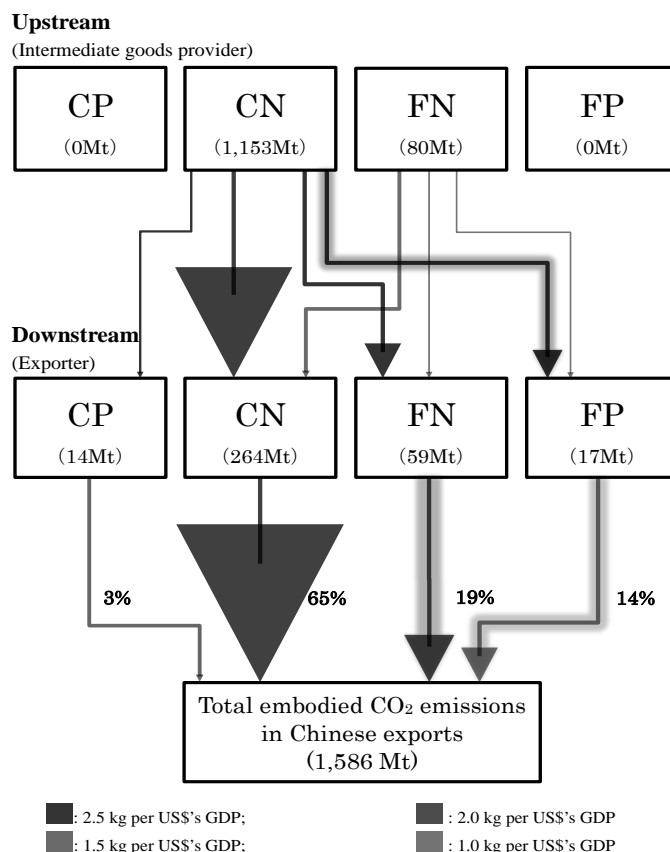 Upstream
(Intermediate goods provider)
CP CN FN FP
(0Mt) (1,153Mt) (80Mt) (0Mt)
Downstream
(Exporter)
CP CN FN FP
(14Mt) (264Mt) (59Mt) (17Mt)
3% 65% 19% 14%
Total embodied CO₂ emissions
in Chinese exports
(1,586 Mt)
: 2.5 kg per US$'s GDP; : 2.0 kg per US$'s GDP
: 1.5 kg per US$'s GDP; : 1.0 kg per US$'s GDP